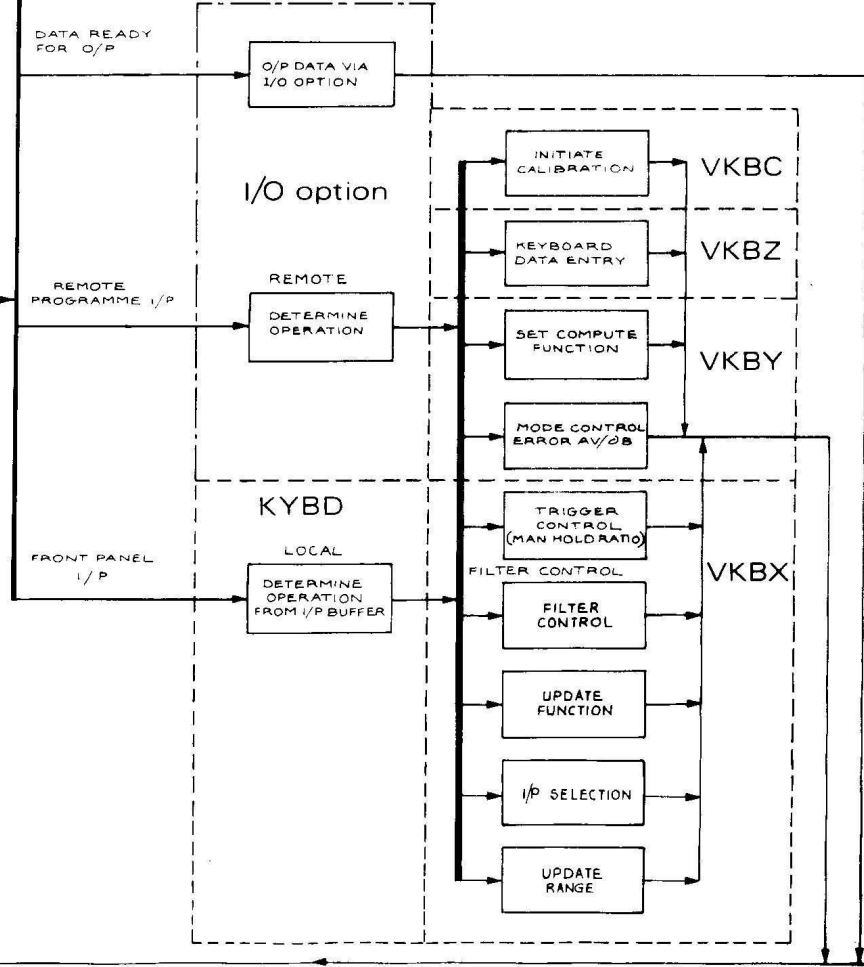 DATA READY
FOR O/P
O/P DATA VIA
I/O OPTION
I/O option
INITIATE
CALIBRATION
VKBC
KEYBOARD
DATA ENTRY
VKBZ
REMOTE
PROGRAMME I/P
REMOTE
DETERMINE
OPERATION
SET COMPUTE
FUNCTION
VKBY
MODE CONTROL
ERROR AV/dB
KYBD
TRIGGER
CONTROL
(MAN HOLD RATIO)
VKBX
FRONT PANEL
I/P
LOCAL
DETERMINE
OPERATION
FROM I/P BUFFER
FILTER CONTROL
FILTER
CONTROL
UPDATE
FUNCTION
I/P SELECTION
UPDATE
RANGE